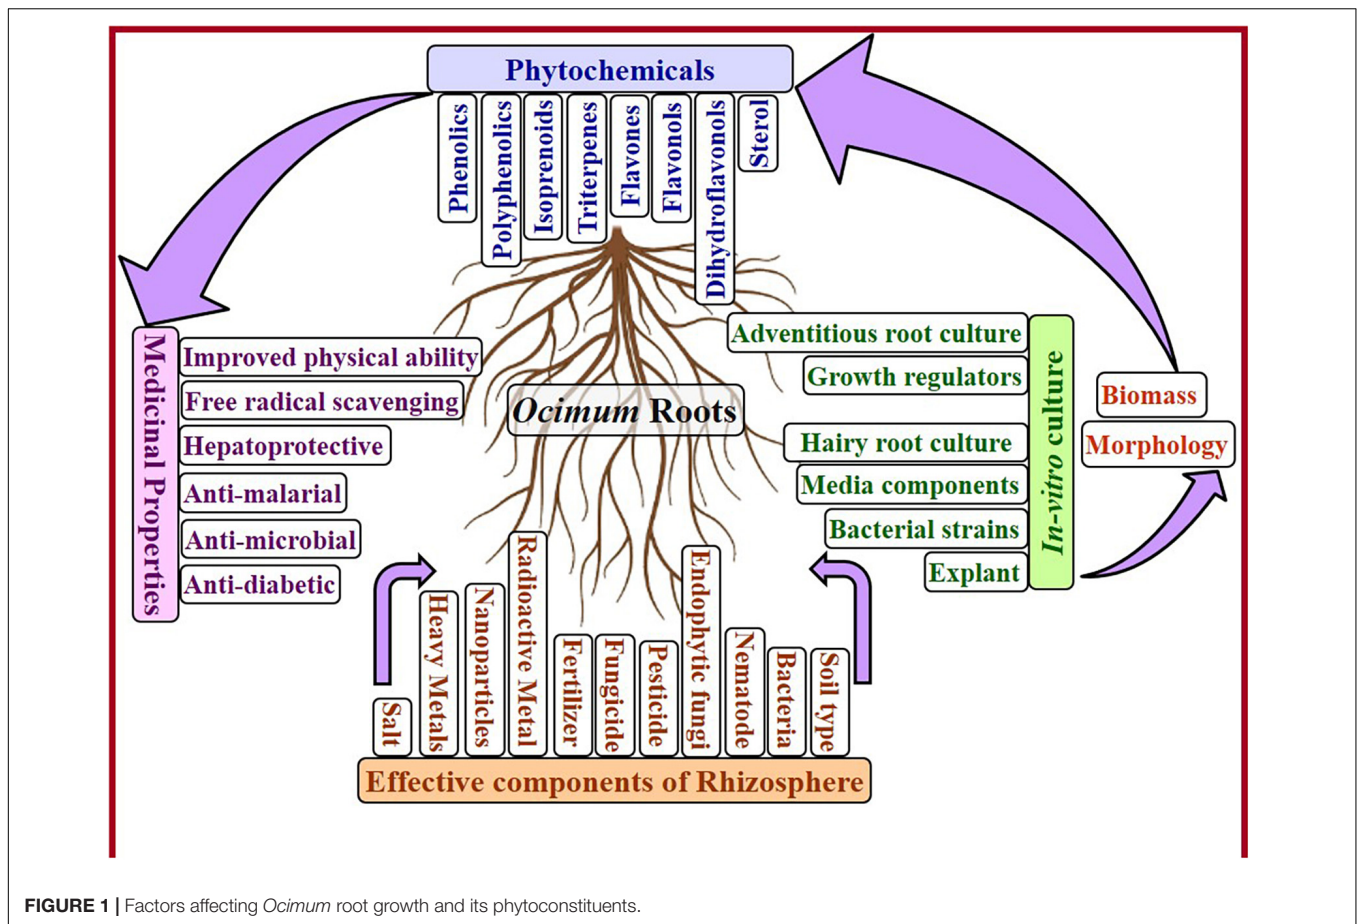 Phytochemicals
Phenolics
Polyphenolics
Isoprenoids
Triterpenes
Flavones
Flavonols
Dihydroflavonols
Sterol
Medicinal Properties
Improved physical ability
Free radical scavenging
Hepatoprotective
Anti-malarial
Anti-microbial
Anti-diabetic
Ocimum Roots
Adventitious root culture
Growth regulators
Hairy root culture
Media components
Bacterial strains
Explant
In-vitro culture
Biomass
Morphology
Salt
Heavy Metals
Nanoparticles
Radioactive Metal
Fertilizer
Fungicide
Pesticide
Endophytic fungi
Nematode
Bacteria
Soil type
Effective components of Rhizosphere
FIGURE 1 | Factors affecting Ocimum root growth and its phytoconstituents.